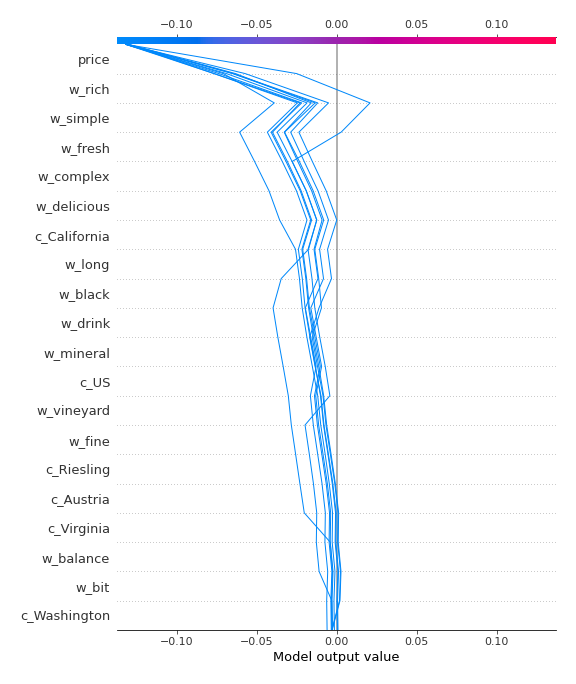 −0.10 −0.05 0.00 0.05 0.10
price
w_rich
w_simple
w_fresh
w_complex
w_delicious
c_California
w_long
w_black
w_drink
w_mineral
c_US
w_vineyard
w_fine
c_Riesling
c_Austria
c_Virginia
w_balance
w_bit
c_Washington
−0.10 −0.05 0.00 0.05 0.10
Model output value